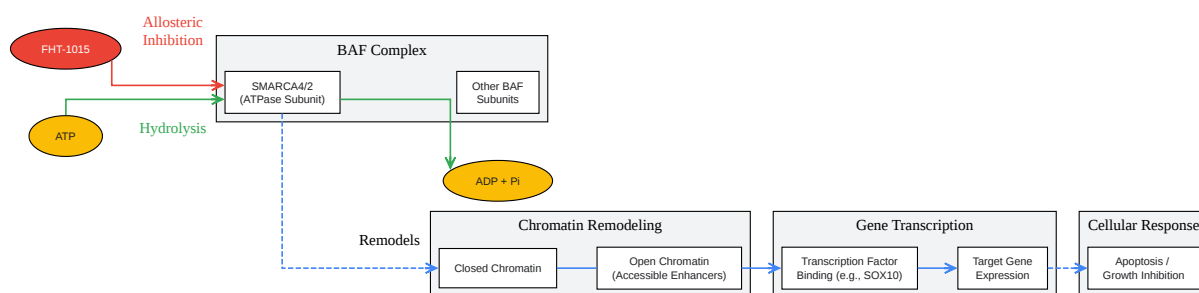 Allosteric
Inhibition
FHT-1015
BAF Complex
SMARCA4/2
(ATPase Subunit)
Other BAF
Subunits
Hydrolysis
ATP
ADP + Pi
Remodels
Chromatin Remodeling
Closed Chromatin
Open Chromatin
(Accessible Enhancers)
Gene Transcription
Transcription Factor
Binding (e.g., SOX10)
Target Gene
Expression
Cellular Response
Apoptosis /
Growth Inhibition